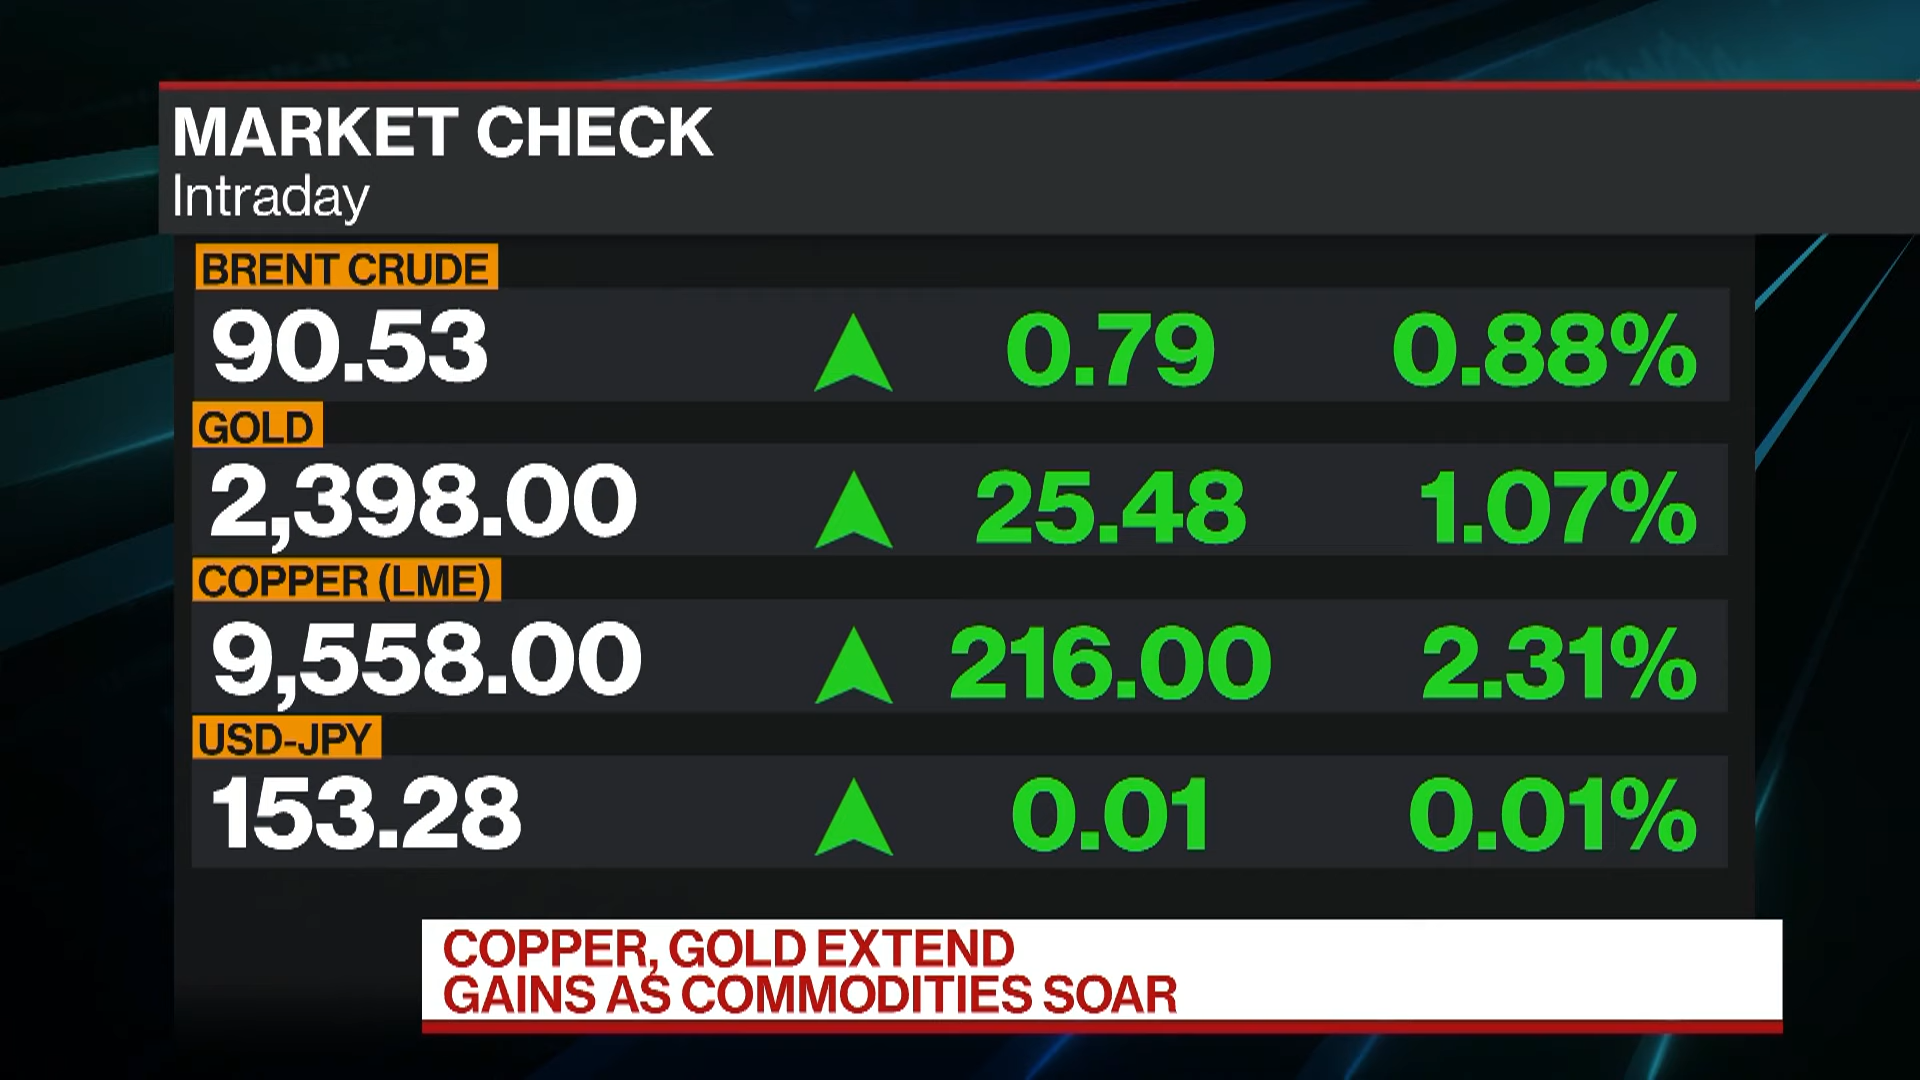 MARKET CHECK
Intraday
BRENT CRUDE
90.53 0.79 0.88%
GOLD
2,398.00 25.48 1.07%
COPPER (LME)
9,558.00 216.00 2.31%
USD-JPY
153.28 0.01 0.01%
COPPER, GOLD EXTEND
GAINS AS COMMODITIES SOAR